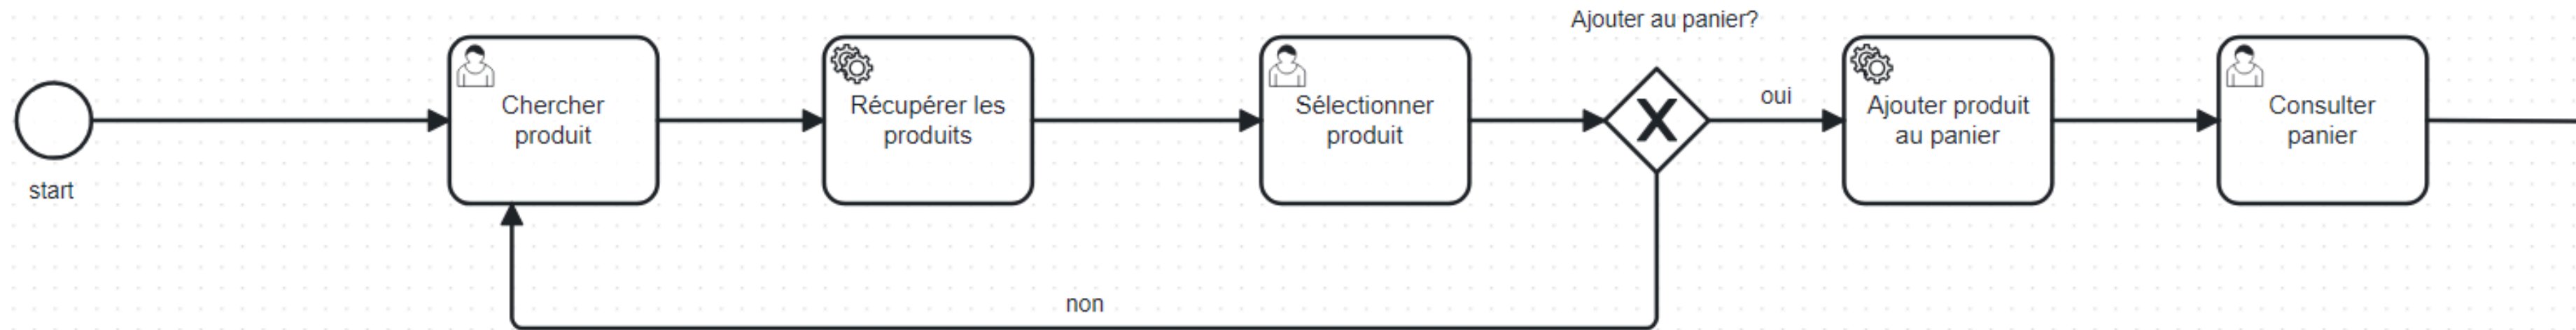 Ajouter au panier?
start
Chercher
produit
Récupérer les
produits
Sélectionner
produit
oui
Ajouter produit
au panier
Consulter
panier
non